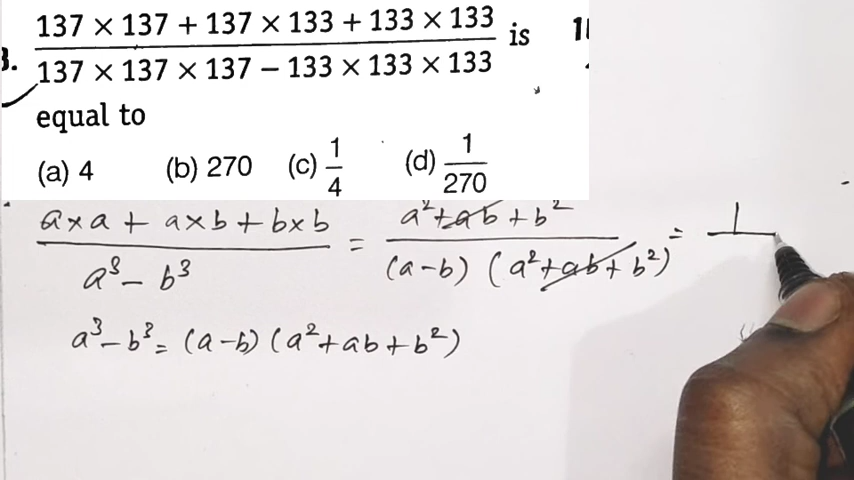 3. (137 × 137 + 137 × 133 + 133 × 133) / (137 × 137 × 137 − 133 × 133 × 133) is
equal to
(a) 4 (b) 270 (c) 1/4 (d) 1/270
(a×a + a×b + b×b) / (a³ − b³) = (a² + ab + b²) / ((a−b) (a² + ab + b²)) = 1/
a³ − b³ = (a−b) (a² + ab + b²)